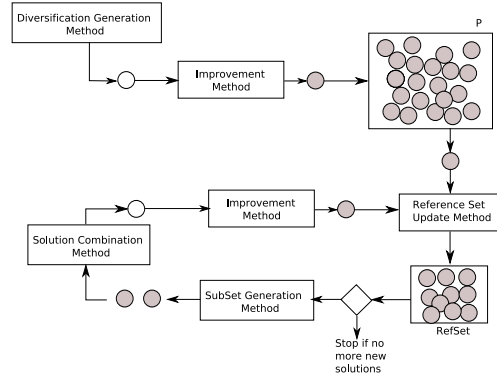 Diversification Generation
Method
P
Improvement
Method
Improvement
Method
Reference Set
Update Method
Solution Combination
Method
SubSet Generation
Method
RefSet
Stop if no
more new
solutions